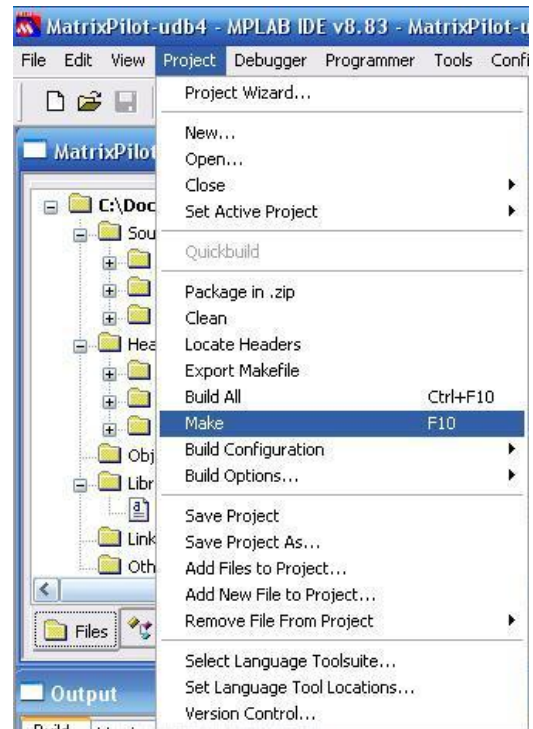 MatrixPilot-udb4 - MPLAB IDE v8.83 - MatrixPilot-u
File Edit View Project Debugger Programmer Tools Confi
Project Wizard...
MatrixPilot
New...
Open...
Close
C:\Doc
Set Active Project
Sou
Quickbuild
Package in .zip
Clean
Hea
Locate Headers
Export Makefile
Build All Ctrl+F10
Make F10
Obj
Build Configuration
Libr
Build Options...
Save Project
Link
Save Project As...
Oth
Add Files to Project...
Add New File to Project...
Files
Remove File From Project
Select Language Toolsuite...
Output
Set Language Tool Locations...
Version Control...
Build